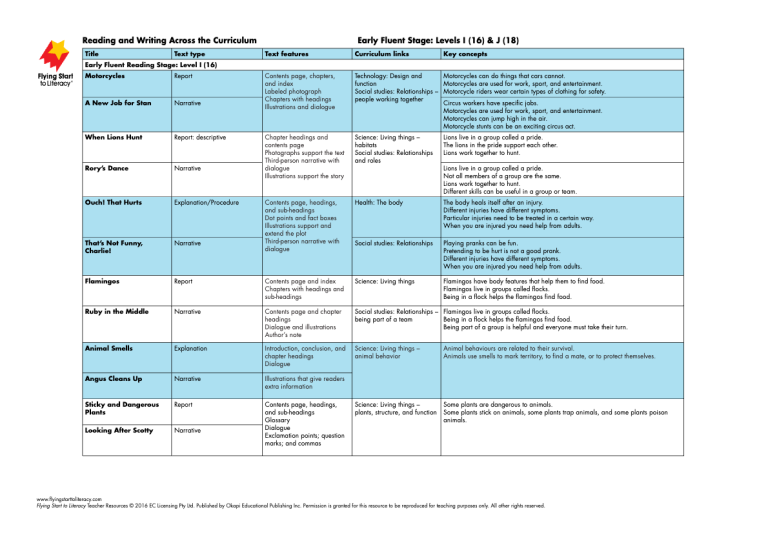 Reading and Writing Across the Curriculum
Early Fluent Stage: Levels I (16) & J (18)
Flying Start
to Literacy
Title Text type Text features Curriculum links Key concepts
Early Fluent Reading Stage: Level I (16)
Motorcycles
Report
Contents page, chapters,
and index
Labeled photograph
Chapters with headings
Illustrations and dialogue
Technology: Design and
function
Social studies: Relationships –
people working together
Motorcycles can do things that cars cannot.
Motorcycles are used for work, sport, and entertainment.
Motorcycle riders wear certain types of clothing for safety.
A New Job for Stan
Narrative
Circus workers have specific jobs.
Motorcycles are used for work, sport, and entertainment.
Motorcycles can jump high in the air.
Motorcycle stunts can be an exciting circus act.
When Lions Hunt
Report: descriptive
Chapter headings and
contents page
Photographs support the text
Third-person narrative with
dialogue
Illustrations support the story
Science: Living things –
habitats
Social studies: Relationships
and roles
Lions live in a group called a pride.
The lions in the pride support each other.
Lions work together to hunt.
Rory's Dance
Narrative
Lions live in a group called a pride.
Not all members of a group are the same.
Lions work together to hunt.
Different skills can be useful in a group or team.
Ouch! That Hurts
Explanation/Procedure
Contents page, headings,
and sub-headings
Dot points and fact boxes
Illustrations support and
extend the plot
Third-person narrative with
dialogue
Health: The body
The body heals itself after an injury.
Different injuries have different symptoms.
Particular injuries need to be treated in a certain way.
When you are injured you need help from adults.
That's Not Funny,
Charlie!
Narrative
Social studies: Relationships
Playing pranks can be fun.
Pretending to be hurt is not a good prank.
Different injuries have different symptoms.
When you are injured you need help from adults.
Flamingos
Report
Contents page and index
Chapters with headings and
sub-headings
Science: Living things
Flamingos have body features that help them to find food.
Flamingos live in groups called flocks.
Being in a flock helps the flamingos find food.
Ruby in the Middle
Narrative
Contents page and chapter
headings
Dialogue and illustrations
Author's note
Social studies: Relationships –
being part of a team
Flamingos live in groups called flocks.
Being in a flock helps the flamingos find food.
Being part of a group is helpful and everyone must take their turn.
Animal Smells
Explanation
Introduction, conclusion, and
chapter headings
Dialogue
Science: Living things –
animal behavior
Animal behaviours are related to their survival.
Animals use smells to mark territory, to find a mate, or to protect themselves.
Angus Cleans Up
Narrative
Illustrations that give readers
extra information
Sticky and Dangerous
Plants
Report
Contents page, headings,
and sub-headings
Glossary
Dialogue
Exclamation points; question
marks; and commas
Science: Living things –
plants, structure, and function
Some plants are dangerous to animals.
Some plants stick on animals, some plants trap animals, and some plants poison
animals.
Looking After Scotty
Narrative
www.flyingstarttoliteracy.com
Flying Start to Literacy Teacher Resources © 2016 EC Licensing Pty Ltd. Published by Okapi Educational Publishing Inc. Permission is granted for this resource to be reproduced for teaching purposes only. All other rights reserved.